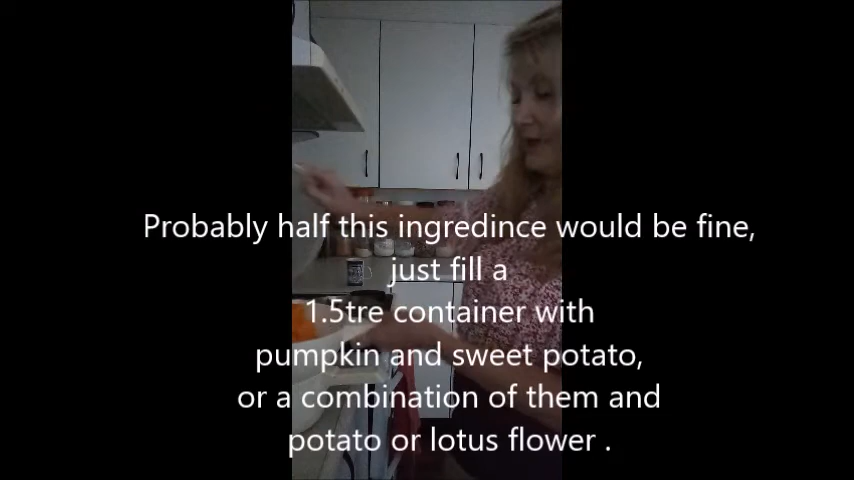 Probably half this ingredince would be fine,
just fill a
1.5tre container with
pumpkin and sweet potato,
or a combination of them and
potato or lotus flower .